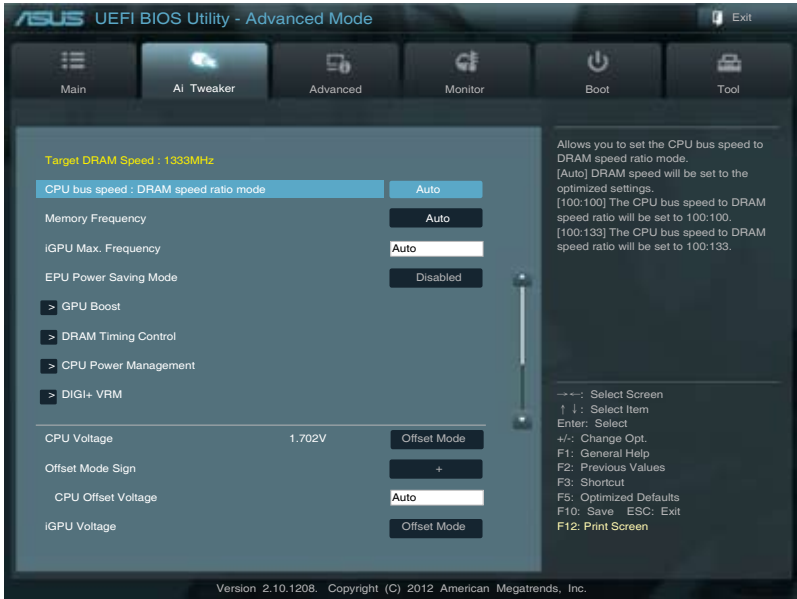 ASUS UEFI BIOS Utility - Advanced Mode
Exit
Main
Ai Tweaker
Advanced
Monitor
Boot
Tool
Target DRAM Speed : 1333MHz
CPU bus speed : DRAM speed ratio mode Auto
Memory Frequency Auto
iGPU Max. Frequency Auto
EPU Power Saving Mode Disabled
> GPU Boost
> DRAM Timing Control
> CPU Power Management
> DIGI+ VRM
CPU Voltage 1.702V Offset Mode
Offset Mode Sign +
CPU Offset Voltage Auto
iGPU Voltage Offset Mode
Allows you to set the CPU bus speed to
DRAM speed ratio mode.
[Auto] DRAM speed will be set to the
optimized settings.
[100:100] The CPU bus speed to DRAM
speed ratio will be set to 100:100.
[100:133] The CPU bus speed to DRAM
speed ratio will be set to 100:133.
→←: Select Screen
↑↓: Select Item
Enter: Select
+/-: Change Opt.
F1: General Help
F2: Previous Values
F3: Shortcut
F5: Optimized Defaults
F10: Save ESC: Exit
F12: Print Screen
Version 2.10.1208. Copyright (C) 2012 American Megatrends, Inc.